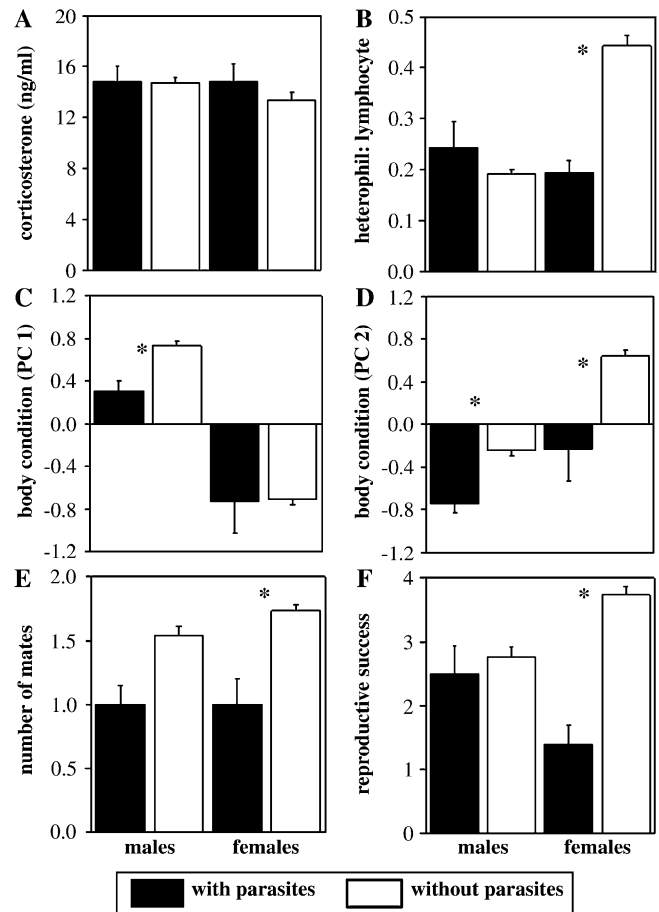 A
corticosterone (ng/ml)
20
16
12
8
4
0
B
heterophil: lymphocyte
0.5
0.4
0.3
0.2
0.1
0.0
*
C
body condition (PC 1)
1.2
0.8
0.4
0.0
-0.4
-0.8
-1.2
*
D
body condition (PC 2)
1.2
0.8
0.4
0.0
-0.4
-0.8
-1.2
*
*
E
number of mates
2.0
1.5
1.0
0.5
0.0
*
males females
F
reproductive success
4
3
2
1
0
*
males females
with parasites without parasites